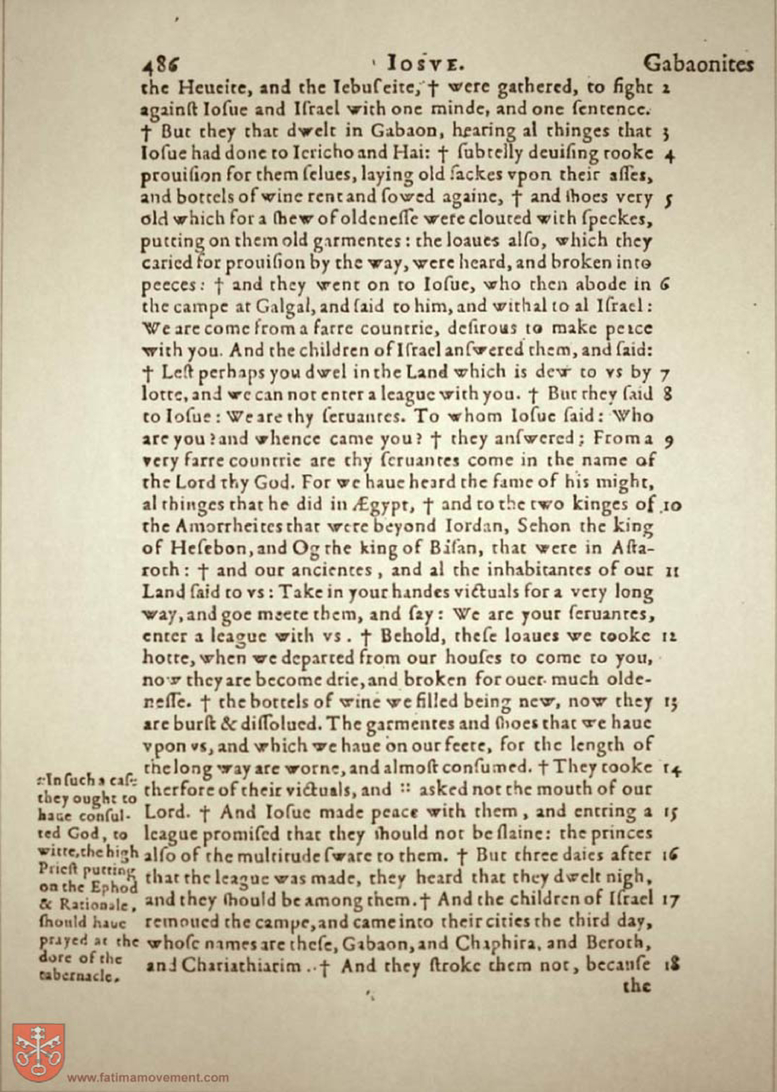 486 IOSVE. Gabaonites
the Heueite, and the Iebuſeite, † were gathered, to fight 2
againſt Ioſue and Iſrael with one minde, and one ſentence.
† But they that dwelt in Gabaon, hearing al thinges that 3
Ioſue had done to Iericho and Hai: † ſubtelly deuiſing tooke 4
prouiſion for them ſelues, laying old ſackes vpon their aſſes,
and bottels of wine rent and ſowed againe, † and ſhoes very 5
old which for a ſhew of oldeneſſe were clouted with ſpeckes,
putting on them old garmentes: the loaues alſo, which they
caried for prouiſion by the way, were heard, and broken into
peeces: † and they went on to Ioſue, who then abode in 6
the campe at Galgal, and ſaid to him, and withal to al Iſrael:
We are come from a farre countrie, deſirous to make peace
with you. And the children of Iſrael anſwered them, and ſaid:
† Leſt perhaps you dwel in the Land which is dew to vs by 7
lotte, and we can not enter a league with you. † But they ſaid 8
to Ioſue: We are thy ſeruantes. To whom Ioſue ſaid: Who
are you? and whence came you? † they anſwered; From a 9
very farre countrie are thy ſeruantes come in the name of
the Lord thy God. For we haue heard the fame of his might,
al thinges that he did in Ægypt, † and to the two kinges of 10
the Amorrheites that were beyond Iordan, Sehon the king
of Heſebon, and Og the king of Baſan, that were in Aſta-
roth: † and our ancientes, and al the inhabitantes of our 11
Land ſaid to vs: Take in your handes victuals for a very long
way, and goe meete them, and ſay: We are your ſeruantes,
enter a league with vs. † Behold, theſe loaues we tooke 12
hotte, when we departed from our houſes to come to you,
now they are become drie, and broken for ouer much olde-
neſſe. † the bottels of wine we filled being new, now they 13
are burſt & diſſolued. The garmentes and ſhoes that we haue
vpon vs, and which we haue on our feete, for the length of
the long way are worne, and almoſt conſumed. † They tooke 14
therfore of their victuals, and :: asked not the mouth of our
Lord. † And Ioſue made peace with them, and entring a 15
league promiſed that they ſhould not be ſlaine: the princes
alſo of the multitude ſware to them. † But three daies after 16
that the league was made, they heard that they dwelt nigh,
and they ſhould be among them. † And the children of Iſrael 17
remoued the campe, and came into their cities the third day,
whoſe names are theſe, Gabaon, and Chaphira, and Beroth,
and Chariathiarim. † And they ſtroke them not, becauſe 18
the
:: In ſuch a caſe
they ought to
haue conſul-
ted God, to
witte, the high
Prieſt putting
on the Ephod
& Rationale,
ſhould haue
prayed at the
dore of the
tabernacle.
www.fatimamovement.com